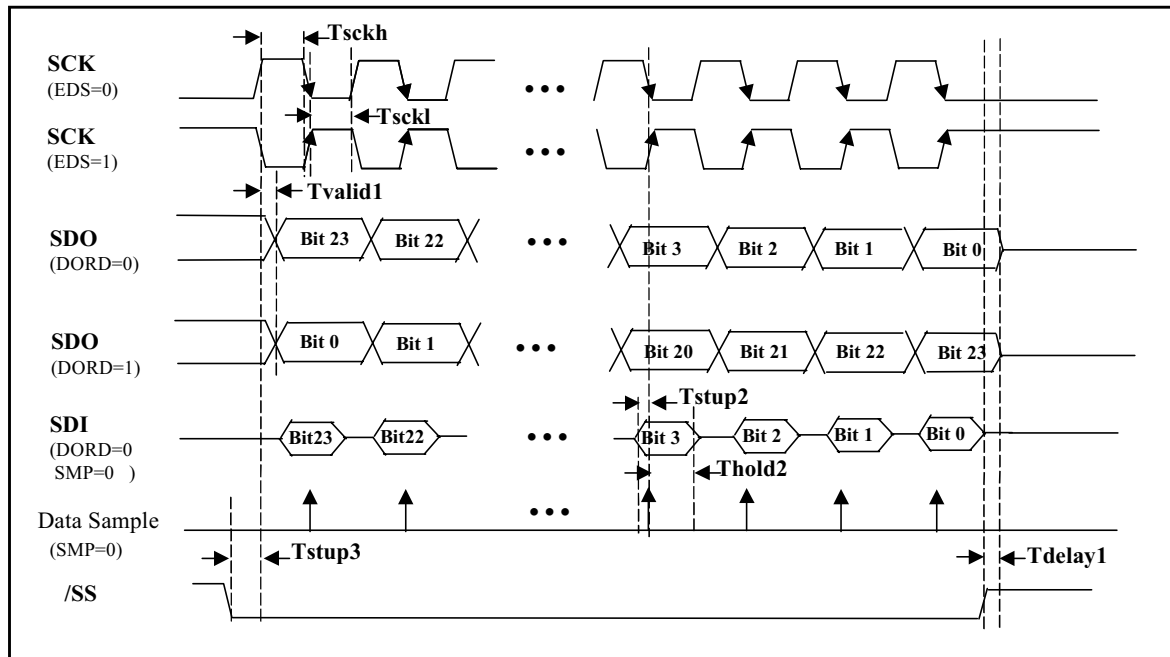 Tsckh
SCK
(EDS=0)
Tsckl
SCK
(EDS=1)
Tvalid1
SDO
(DORD=0)
Bit 23 Bit 22 Bit 3 Bit 2 Bit 1 Bit 0
SDO
(DORD=1)
Bit 0 Bit 1 Bit 20 Bit 21 Bit 22 Bit 23
Tstup2
SDI
(DORD=0
SMP=0 )
Bit23 Bit22 Bit 3 Bit 2 Bit 1 Bit 0
Thold2
Data Sample
(SMP=0)
Tstup3
Tdelay1
/SS